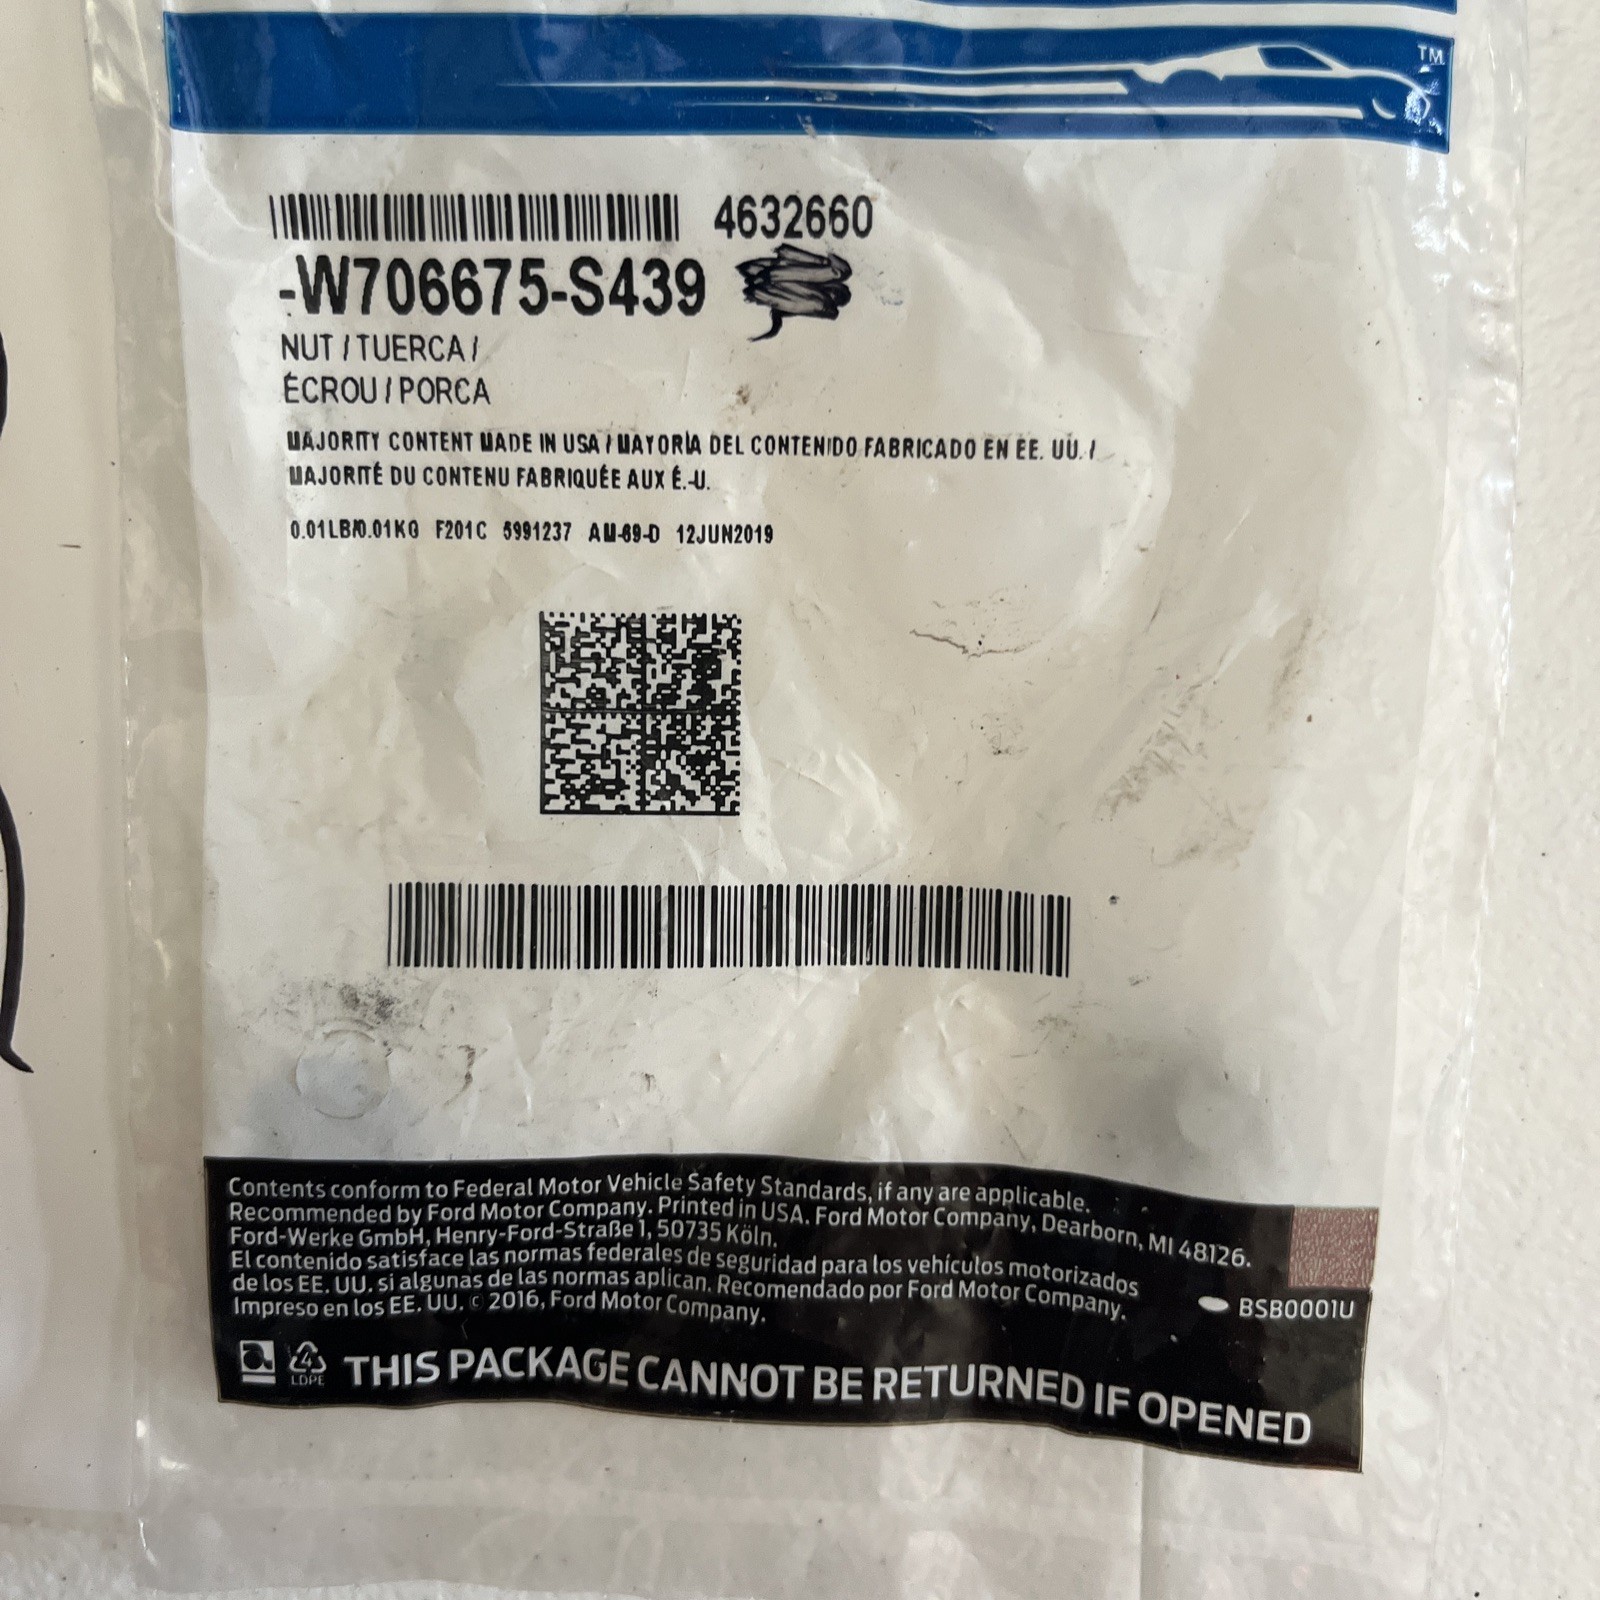 TM
4632660
-W706675-S439
NUT / TUERCA /
ÉCROU / PORCA
MAJORITY CONTENT MADE IN USA / MAYORÍA DEL CONTENIDO FABRICADO EN EE. UU. /
MAJORITÉ DU CONTENU FABRIQUÉE AUX É.-U.
0.01LB/0.01KG F201C 5991237 AM-69-D 12JUN2019
Contents conform to Federal Motor Vehicle Safety Standards, if any are applicable.
Recommended by Ford Motor Company. Printed in USA. Ford Motor Company, Dearborn, MI 48126.
Ford-Werke GmbH, Henry-Ford-Straße 1, 50735 Köln.
El contenido satisface las normas federales de seguridad para los vehículos motorizados
de los EE. UU. si algunas de las normas aplican. Recomendado por Ford Motor Company.
Impreso en los EE. UU. © 2016, Ford Motor Company.
BSB0001U
4
LDPE
THIS PACKAGE CANNOT BE RETURNED IF OPENED